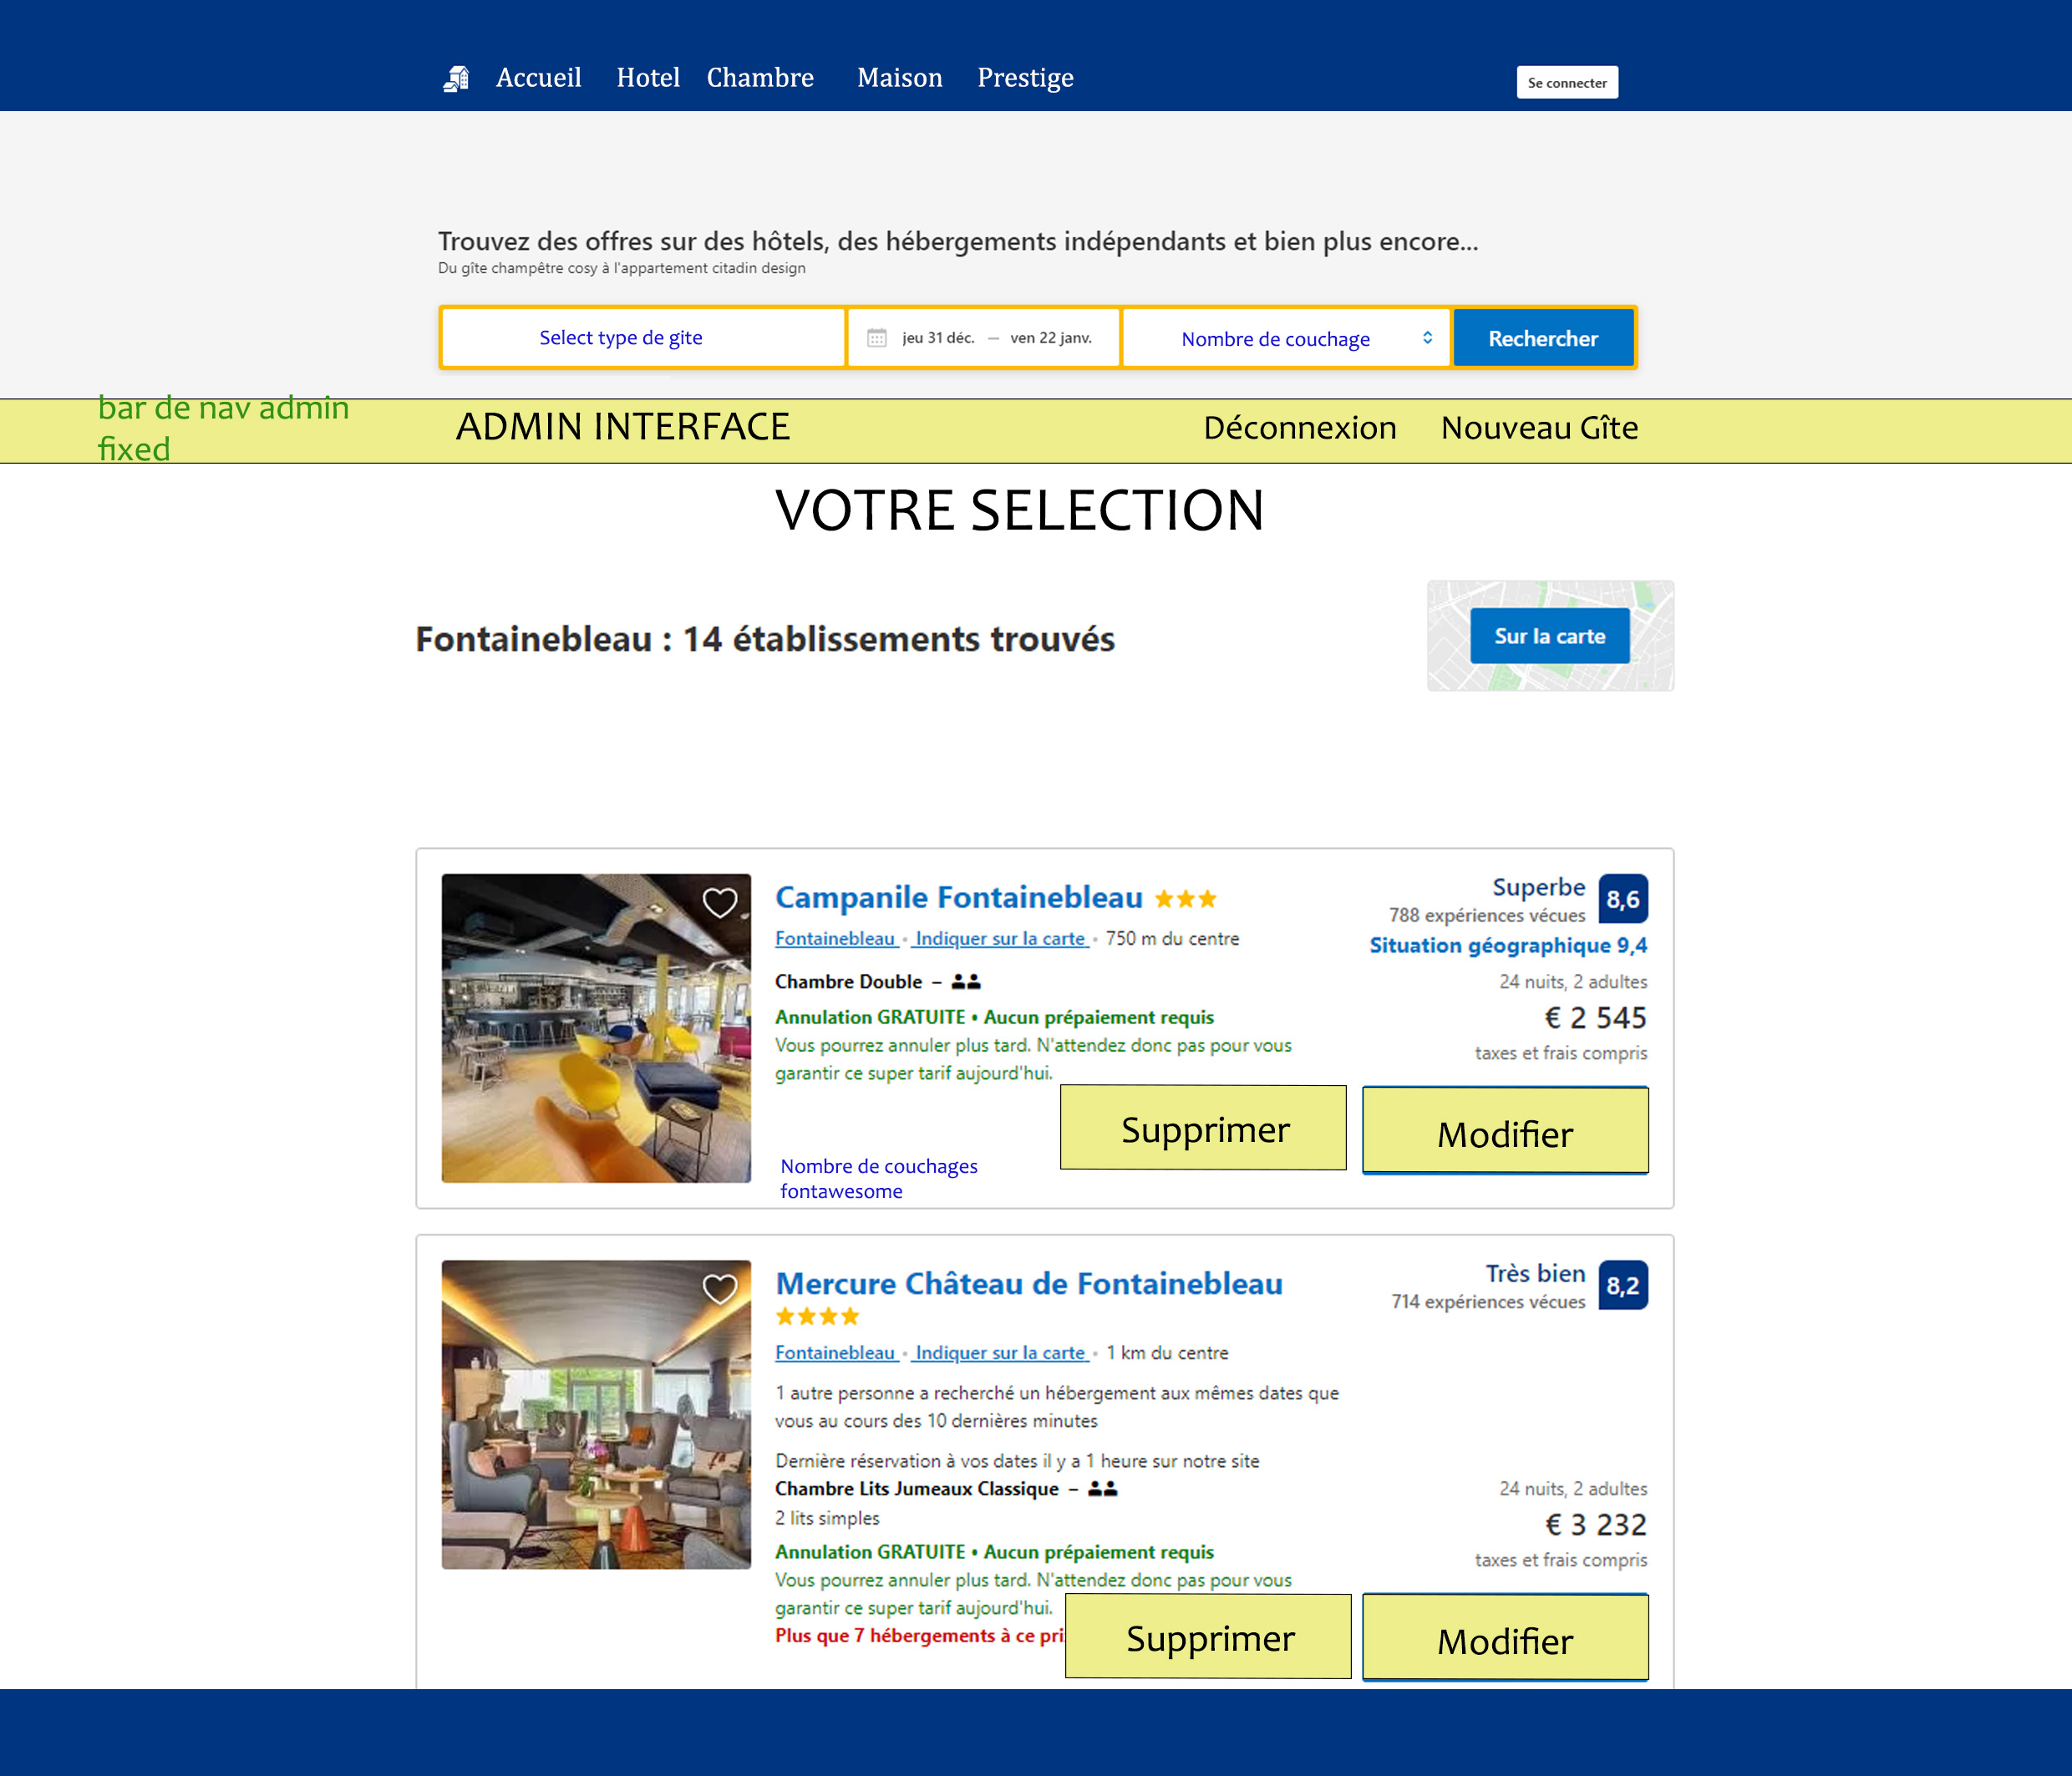 Accueil Hotel Chambre Maison Prestige Se connecter
Trouvez des offres sur des hôtels, des hébergements indépendants et bien plus encore...
Du gîte champêtre cosy à l'appartement citadin design
Select type de gite jeu 31 déc. — ven 22 janv. Nombre de couchage Rechercher
bar de nav admin
fixed
ADMIN INTERFACE Déconnexion Nouveau Gîte
VOTRE SELECTION
Fontainebleau : 14 établissements trouvés
Sur la carte
Campanile Fontainebleau
Fontainebleau • Indiquer sur la carte • 750 m du centre
Chambre Double –
Annulation GRATUITE • Aucun prépaiement requis
Vous pourrez annuler plus tard. N'attendez donc pas pour vous
garantir ce super tarif aujourd'hui.
Nombre de couchages
fontawesome
Superbe 8,6
788 expériences vécues
Situation géographique 9,4
24 nuits, 2 adultes
€ 2 545
taxes et frais compris
Supprimer Modifier
Mercure Château de Fontainebleau
Fontainebleau • Indiquer sur la carte • 1 km du centre
1 autre personne a recherché un hébergement aux mêmes dates que
vous au cours des 10 dernières minutes
Dernière réservation à vos dates il y a 1 heure sur notre site
Chambre Lits Jumeaux Classique –
2 lits simples
Annulation GRATUITE • Aucun prépaiement requis
Vous pourrez annuler plus tard. N'attendez donc pas pour vous
garantir ce super tarif aujourd'hui.
Plus que 7 hébergements à ce pri
Très bien 8,2
714 expériences vécues
24 nuits, 2 adultes
€ 3 232
taxes et frais compris
Supprimer Modifier